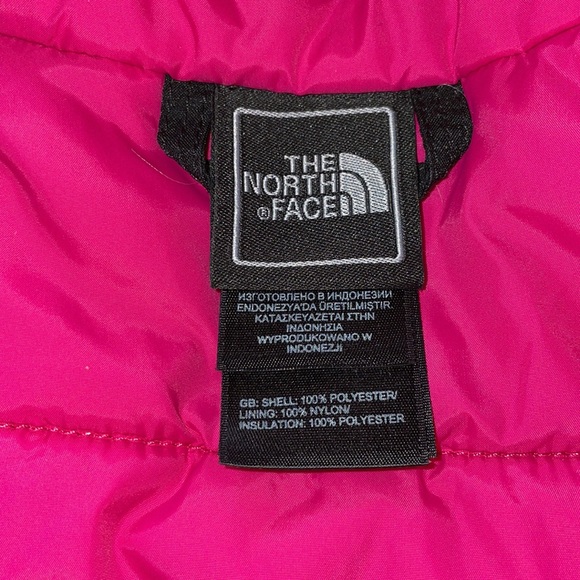 THE
NORTH
® FACE
ИЗГОТОВЛЕНО В ИНДОНЕЗИИ
ENDONEZYA'DA ÜRETILMIŞTIR.
ΚΑΤΑΣΚΕΥΑΖΕΤΑΙ ΣΤΗΝ
ΙΝΔΟΝΗΣΙΑ
WYPRODUKOWANO W
INDONEZJI
GB: SHELL: 100% POLYESTER/
LINING: 100% NYLON/
INSULATION: 100% POLYESTER